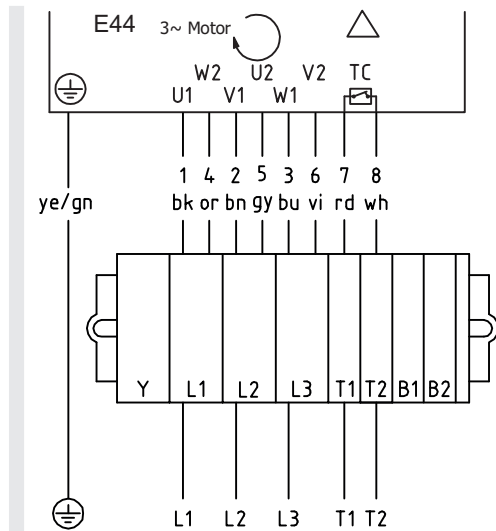 E44 3~ Motor
W2 U2 V2 TC
U1 V1 W1
1 4 2 5 3 6 7 8
ye/gn bk or bn gy bu vi rd wh
Y L1 L2 L3 T1 T2 B1 B2
L1 L2 L3 T1 T2